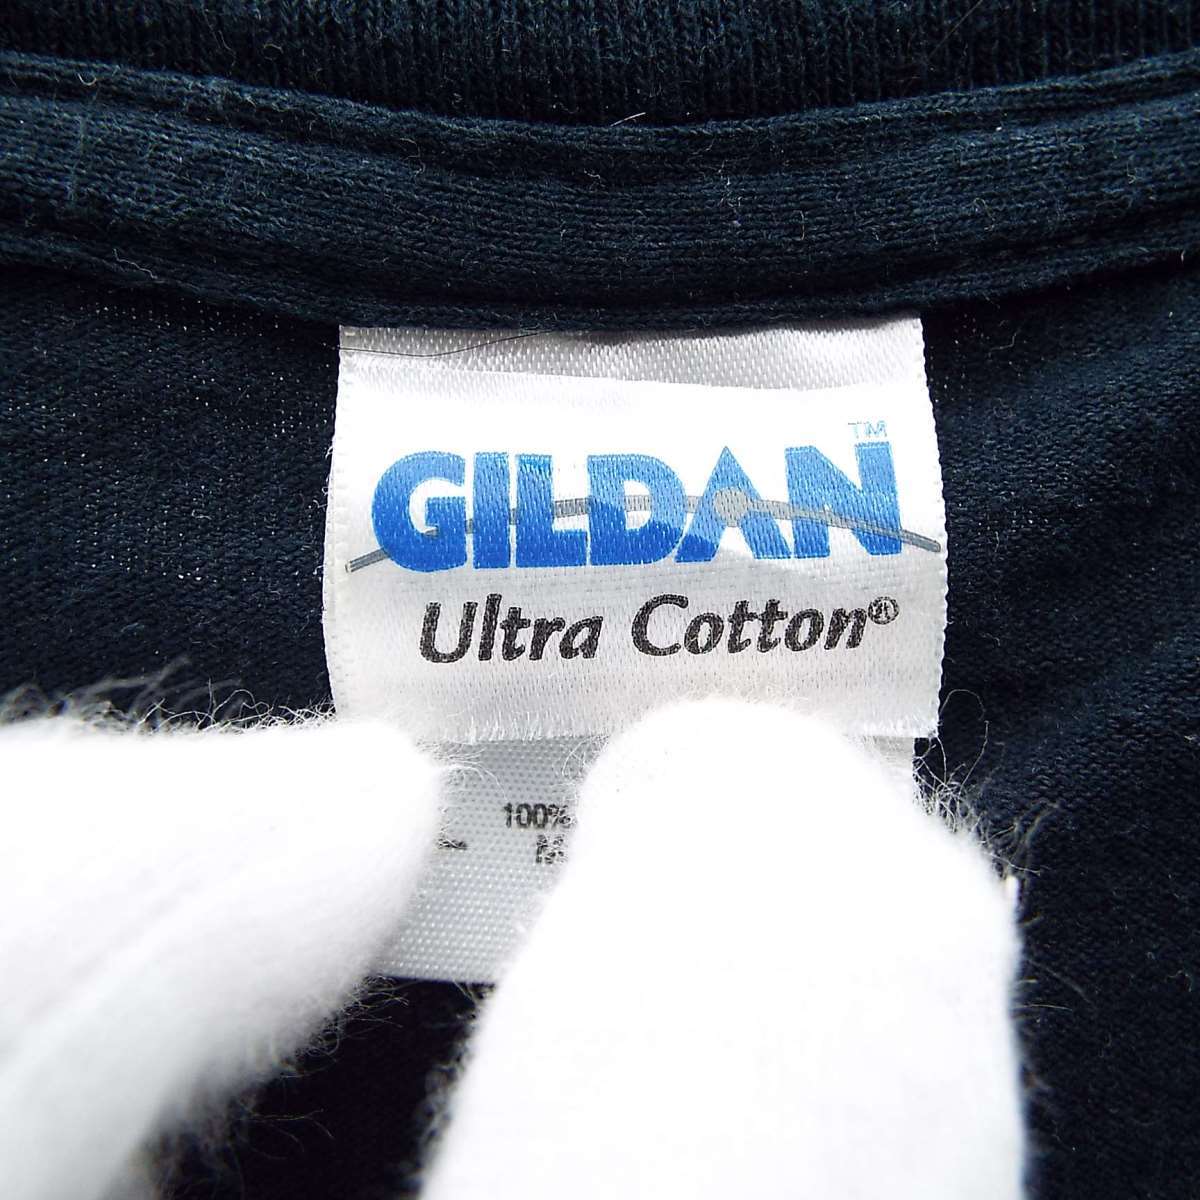 GILDAN™
Ultra Cotton®
100%